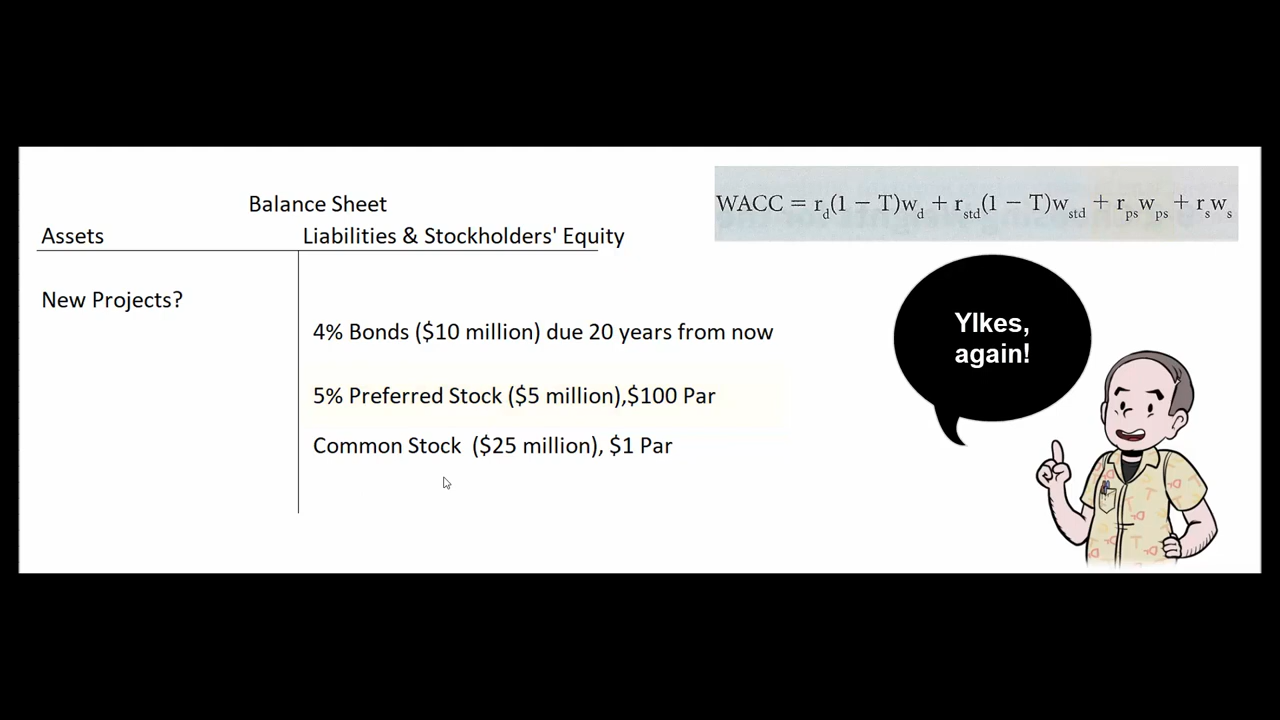 Balance Sheet
Assets
Liabilities & Stockholders' Equity
New Projects?
4% Bonds ($10 million) due 20 years from now
5% Preferred Stock ($5 million),$100 Par
Common Stock ($25 million), $1 Par
WACC = r_d(1 − T)w_d + r_std(1 − T)w_std + r_ps w_ps + r_s w_s
YIkes,
again!